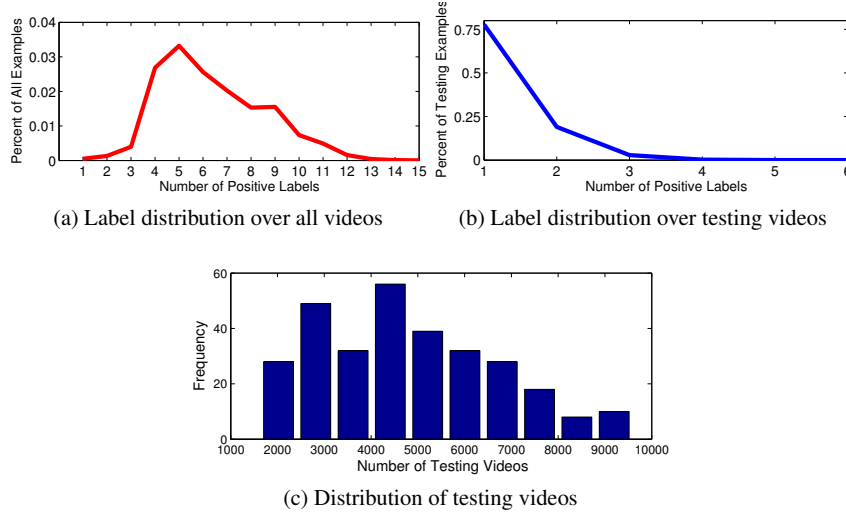 0.04
0.03
0.02
0.01
0
1 2 3 4 5 6 7 8 9 10 11 12 13 14 15
Percent of All Examples
Number of Positive Labels
(a) Label distribution over all videos
0.75
0.5
0.25
0
1 2 3 4 5 6
Percent of Testing Examples
Number of Positive Labels
(b) Label distribution over testing videos
60
40
20
0
1000 2000 3000 4000 5000 6000 7000 8000 9000 10000
Frequency
Number of Testing Videos
(c) Distribution of testing videos